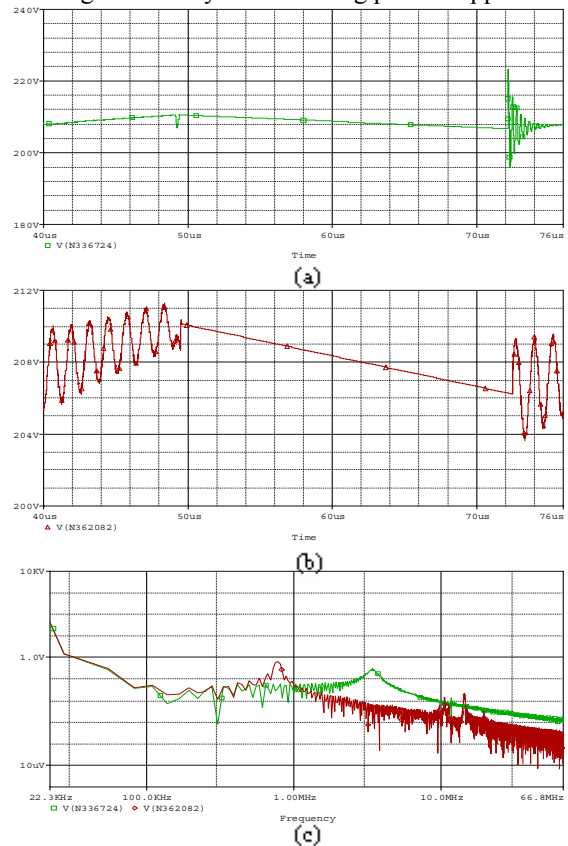 240V
220V
200V
180V
40us 50us 60us 70us 76us
V(N336724)
Time
(a)
212V
208V
204V
200V
40us 50us 60us 70us 76us
V(N362082)
Time
(b)
10KV
1.0V
10uV
22.3KHz 100.0KHz 1.00MHz 10.0MHz 66.8MHz
V(N336724) V(N362082)
Frequency
(c)